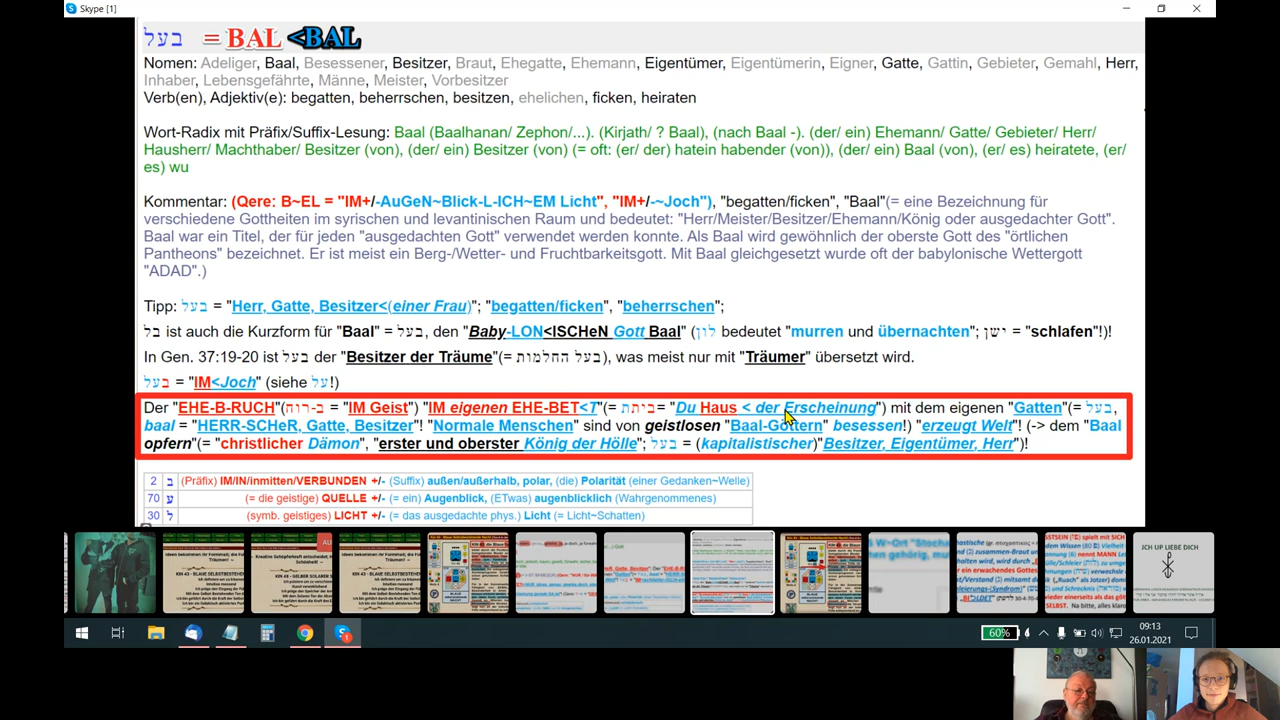 Skype [1]
בעל = BAL <BAL
Nomen: Adeliger, Baal, Besessener, Besitzer, Braut, Ehegatte, Ehemann, Eigentümer, Eigentümerin, Eigner, Gatte, Gattin, Gebieter, Gemahl, Herr,
Inhaber, Lebensgefährte, Männe, Meister, Vorbesitzer
Verb(en), Adjektiv(e): begatten, beherrschen, besitzen, ehelichen, ficken, heiraten
Wort-Radix mit Präfix/Suffix-Lesung: Baal (Baalhanan/ Zephon/...). (Kirjath/ ? Baal), (nach Baal -). (der/ ein) Ehemann/ Gatte/ Gebieter/ Herr/
Hausherr/ Machthaber/ Besitzer (von), (der/ ein) Besitzer (von) (= oft: (er/ der) hatein habender (von)), (der/ ein) Baal (von), (er/ es) heiratete, (er/
es) wu
Kommentar: (Qere: B~EL = "IM+/-AuGeN~Blick-L-ICH~EM Licht", "IM+/-~Joch"), "begatten/ficken", "Baal"(= eine Bezeichnung für
verschiedene Gottheiten im syrischen und levantinischen Raum und bedeutet: "Herr/Meister/Besitzer/Ehemann/König oder ausgedachter Gott".
Baal war ein Titel, der für jeden "ausgedachten Gott" verwendet werden konnte. Als Baal wird gewöhnlich der oberste Gott des "örtlichen
Pantheons" bezeichnet. Er ist meist ein Berg-/Wetter- und Fruchtbarkeitsgott. Mit Baal gleichgesetzt wurde oft der babylonische Wettergott
"ADAD".)
Tipp: בעל = "Herr, Gatte, Besitzer<(einer Frau)"; "begatten/ficken", "beherrschen";
בל ist auch die Kurzform für "Baal" = בעל, den "Baby-LON<ISCHeN Gott Baal" (לון bedeutet "murren und übernachten"; ישן = "schlafen"!)!
In Gen. 37:19-20 ist בעל der "Besitzer der Träume"(= בעל החלמות), was meist nur mit "Träumer" übersetzt wird.
בעל = "IM<Joch" (siehe על!)
Der "EHE-B-RUCH"(ב-רוח = "IM Geist") "IM eigenen EHE-BET<T"(= ביתת= "Du Haus < der Erscheinung") mit dem eigenen "Gatten"(= בעל,
baal = "HERR-SCHeR, Gatte, Besitzer"! "Normale Menschen" sind von geistlosen "Baal-Göttern" besessen!) "erzeugt Welt"! (-> dem "Baal
opfern"(= "christlicher Dämon", "erster und oberster König der Hölle"; בעל = (kapitalistischer)"Besitzer, Eigentümer, Herr")!
2 ב (Präfix) IM/IN/inmitten/VERBUNDEN +/- (Suffix) außen/außerhalb, polar, (die) Polarität (einer Gedanken~Welle)
70 ע (= die geistige) QUELLE +/- (= ein) Augenblick, (ETwas) augenblicklich (Wahrgenommenes)
30 ל (symb. geistiges) LICHT +/- (= das ausgedachte phys.) Licht (= Licht~Schatten)
ICH UP LIEBE DICH
60%
09:13
26.01.2021